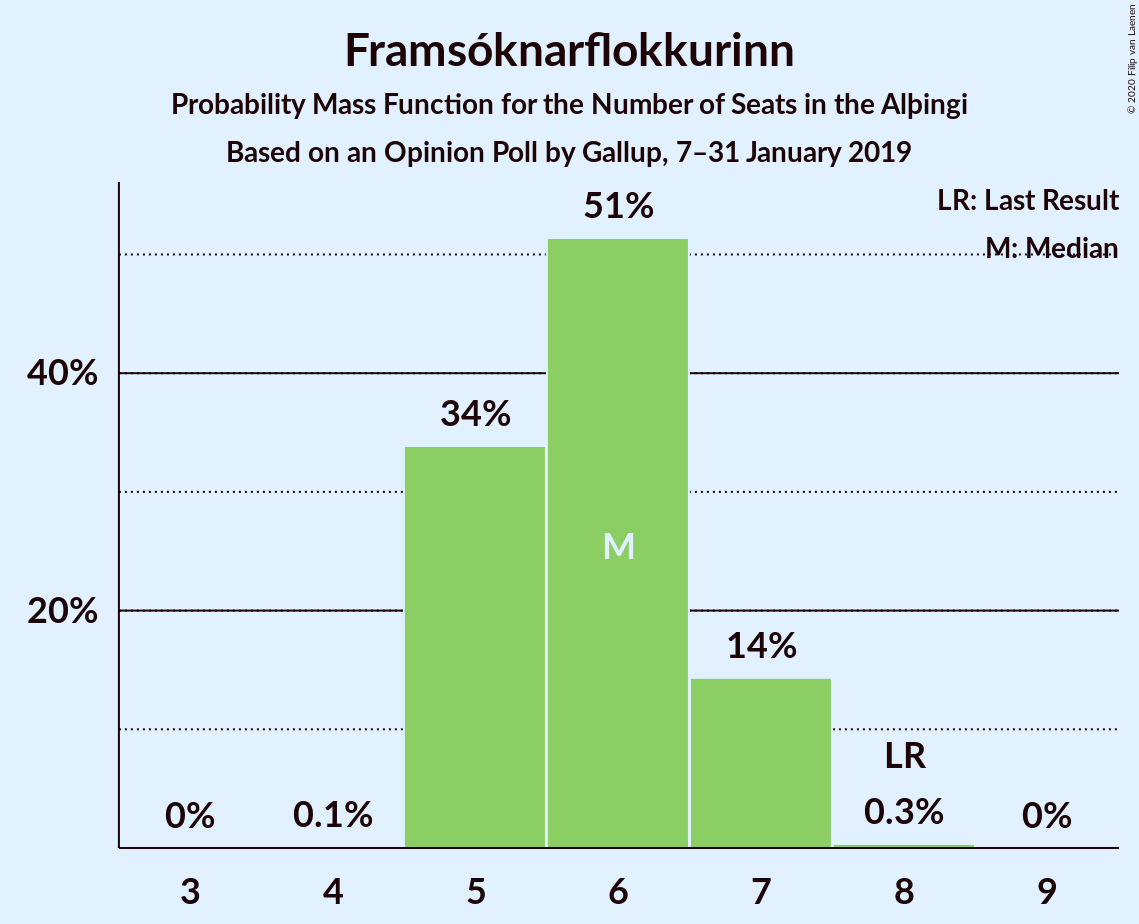 Framsóknarflokkurinn
Probability Mass Function for the Number of Seats in the Alþingi
Based on an Opinion Poll by Gallup, 7–31 January 2019
© 2020 Filip van Laenen
LR: Last Result
M: Median
51%
40%
34%
M
20%
14%
LR
0%
0.1%
0.3%
0%
3
4
5
6
7
8
9